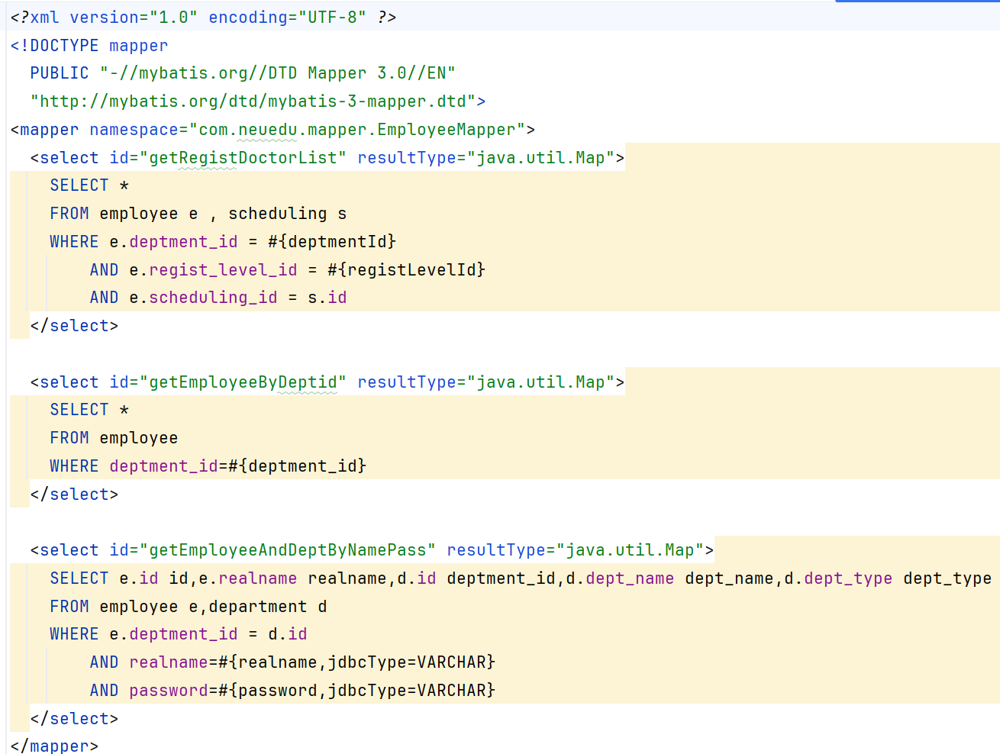 <?xml version="1.0" encoding="UTF-8" ?>
<!DOCTYPE mapper
  PUBLIC "-//mybatis.org//DTD Mapper 3.0//EN"
  "http://mybatis.org/dtd/mybatis-3-mapper.dtd">
<mapper namespace="com.neuedu.mapper.EmployeeMapper">
  <select id="getRegistDoctorList" resultType="java.util.Map">
    SELECT *
    FROM employee e , scheduling s
    WHERE e.deptment_id = #{deptmentId}
        AND e.regist_level_id = #{registLevelId}
        AND e.scheduling_id = s.id
  </select>

  <select id="getEmployeeByDeptid" resultType="java.util.Map">
    SELECT *
    FROM employee
    WHERE deptment_id=#{deptment_id}
  </select>

  <select id="getEmployeeAndDeptByNamePass" resultType="java.util.Map">
    SELECT e.id id,e.realname realname,d.id deptment_id,d.dept_name dept_name,d.dept_type dept_type
    FROM employee e,department d
    WHERE e.deptment_id = d.id
        AND realname=#{realname,jdbcType=VARCHAR}
        AND password=#{password,jdbcType=VARCHAR}
  </select>
</mapper>